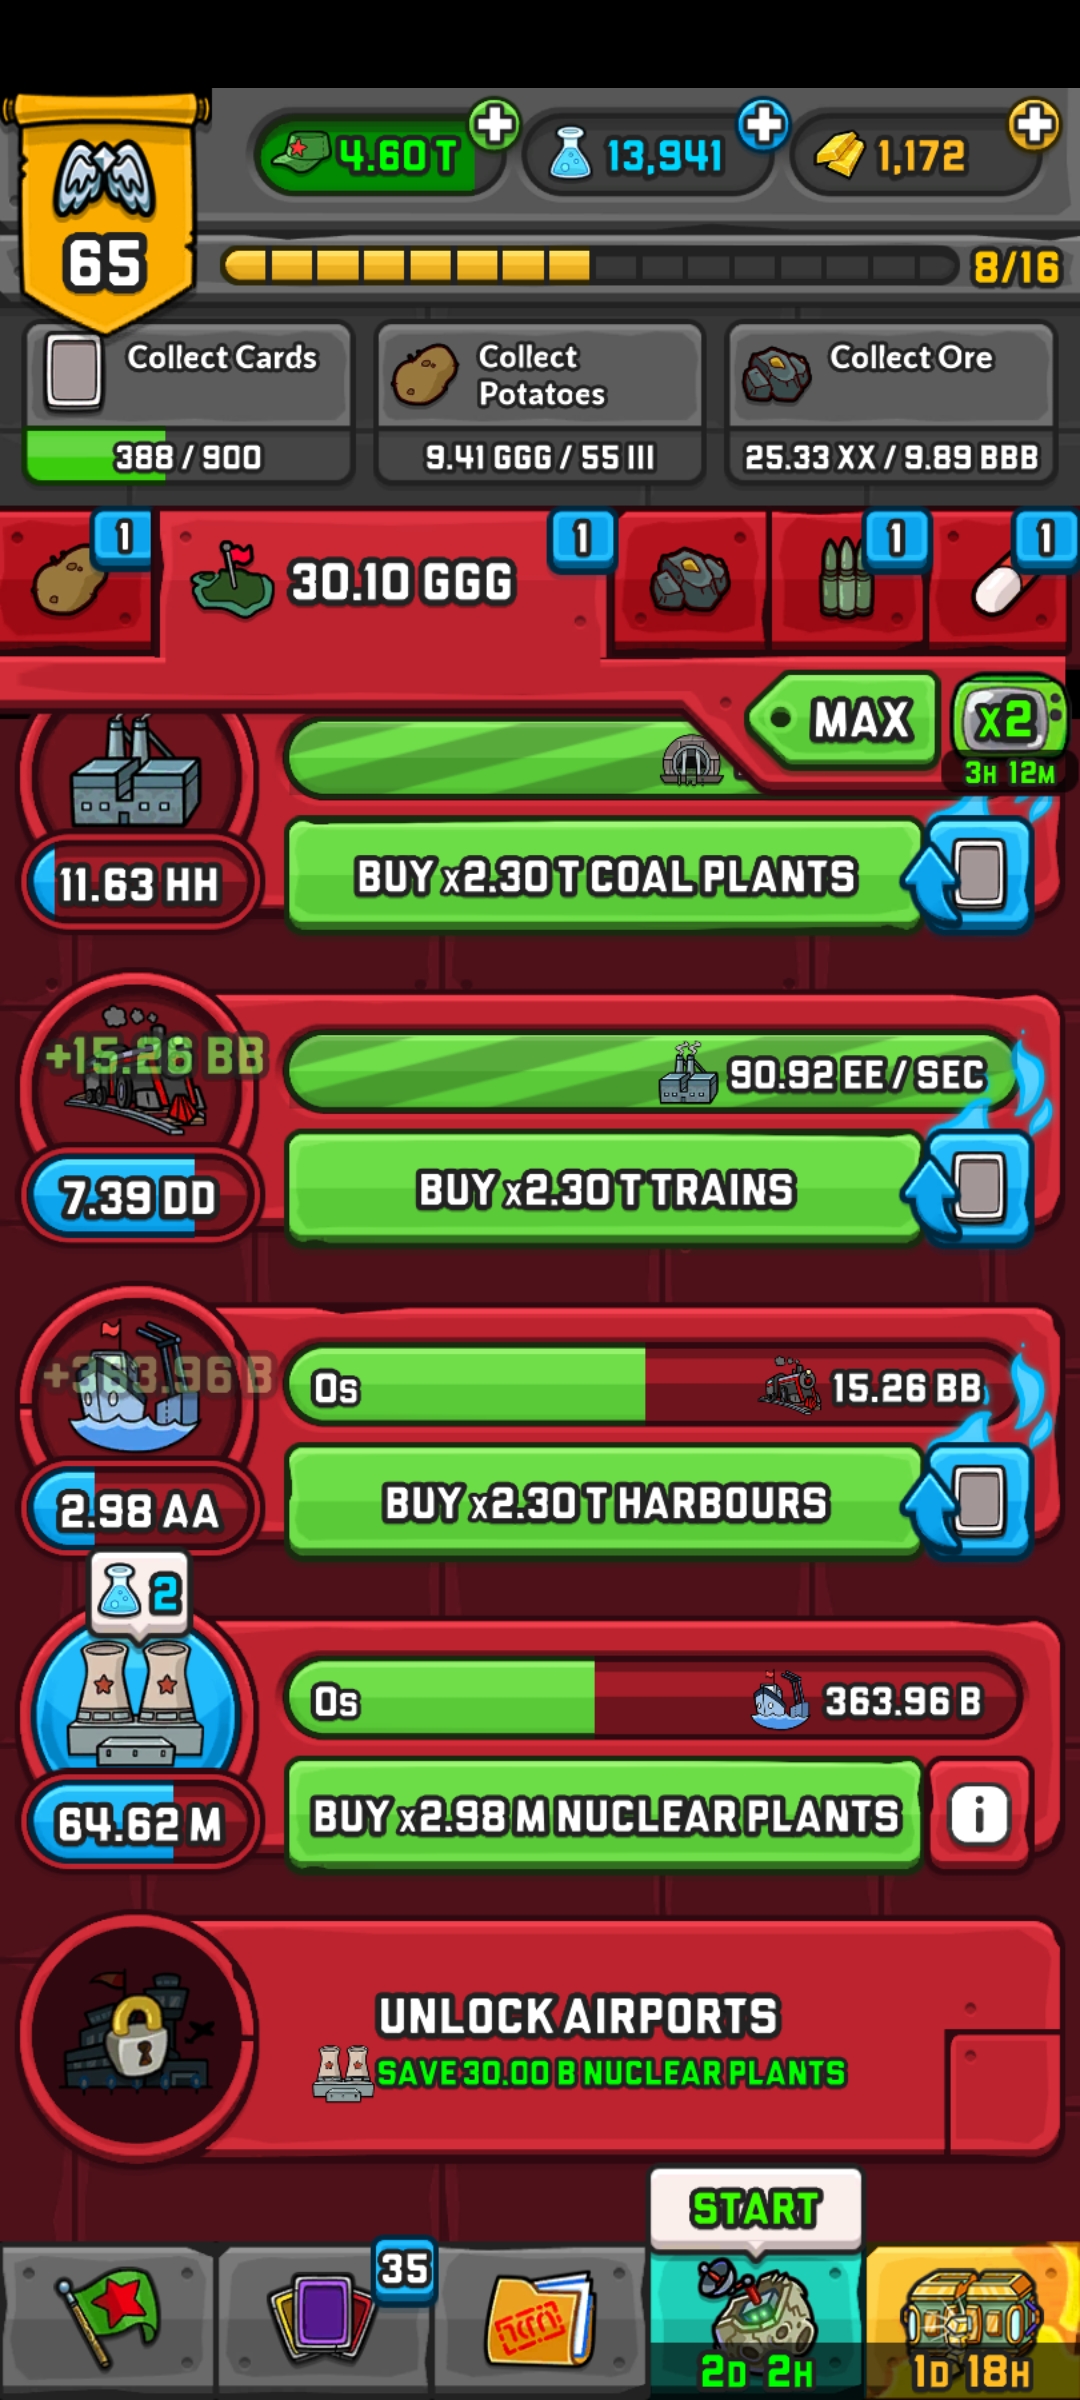 4.60 T
13,941
1,172
65
8/16
Collect Cards
388 / 900
Collect
Potatoes
9.41 GGG / 55 III
Collect Ore
25.33 XX / 9.89 BBB
1
30.10 GGG
1
1
1
MAX
x2
3H 12M
11.63 HH
BUY x2.30 T COAL PLANTS
+15.26 BB
90.92 EE / SEC
7.39 DD
BUY x2.30 T TRAINS
+363.96 B
0s
15.26 BB
2.98 AA
BUY x2.30 T HARBOURS
2
0s
363.96 B
64.62 M
BUY x2.98 M NUCLEAR PLANTS
i
UNLOCK AIRPORTS
SAVE 30.00 B NUCLEAR PLANTS
START
35
2D 2H
1D 18H